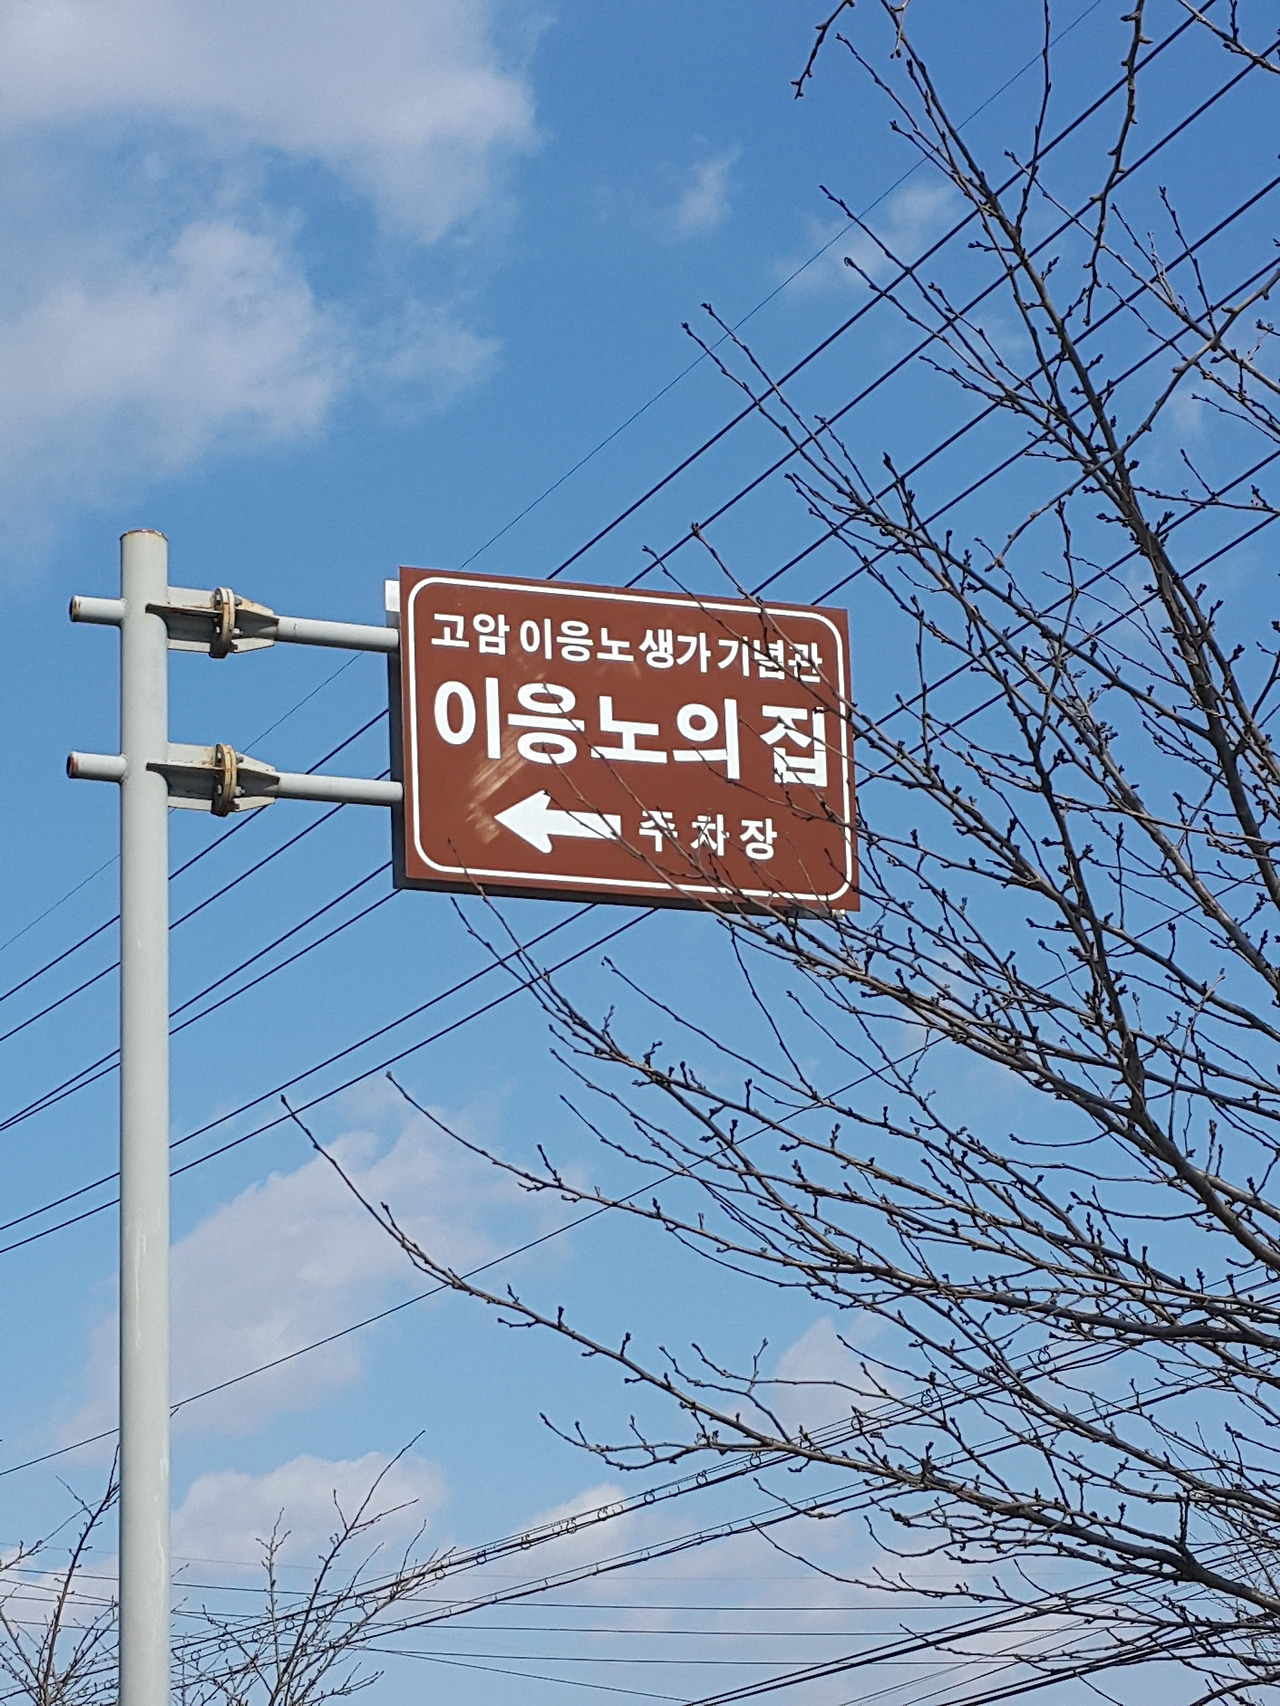 고암 이응노 생가 기념관
이응노의 집
주차장